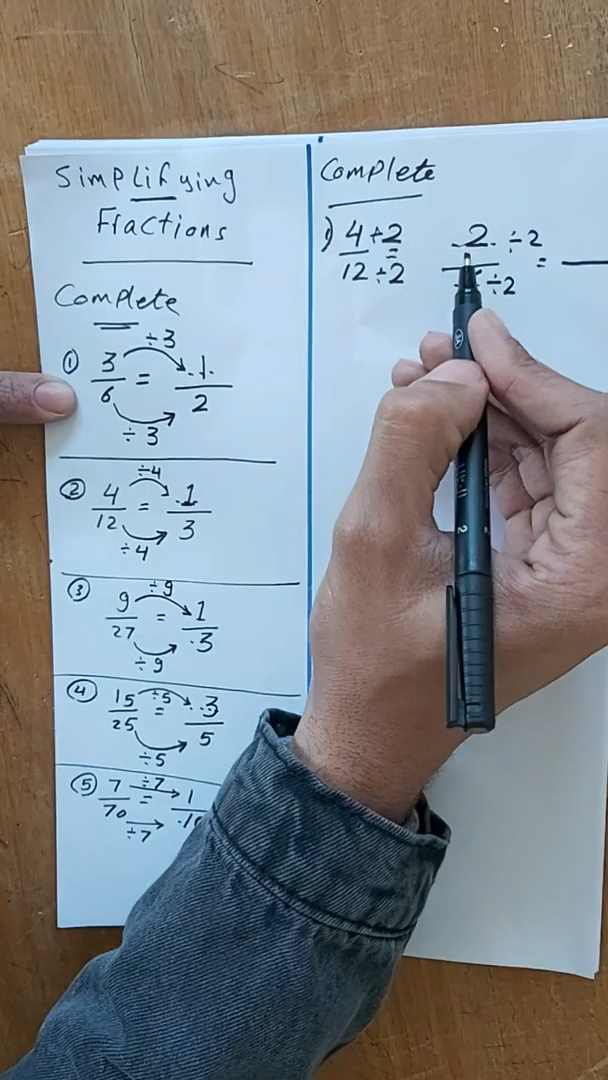 Simplifying
Fractions
Complete
① 3/6 = 1/2
÷3
÷3
② 4/12 = 1/3
÷4
÷4
③ 9/27 = 1/3
÷9
÷9
④ 15/25 = 3/5
÷5
÷5
⑤ 7/70 = 1/10
÷7
÷7
Complete
1) 4÷2 = 2 ÷2 =
12÷2 ÷2